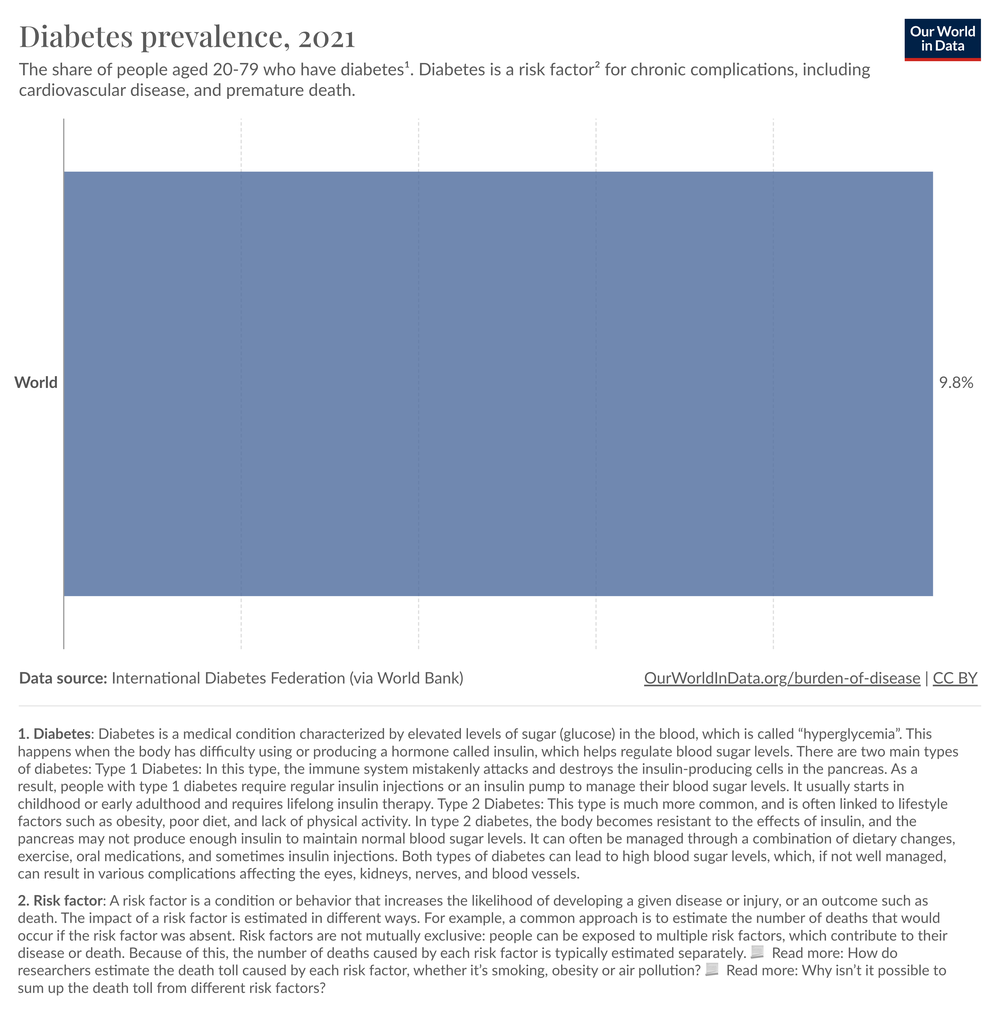 Diabetes prevalence, 2021
Our World
in Data
The share of people aged 20-79 who have diabetes¹. Diabetes is a risk factor² for chronic complications, including
cardiovascular disease, and premature death.
World
9.8%
Data source: International Diabetes Federation (via World Bank)
OurWorldInData.org/burden-of-disease | CC BY
1. Diabetes: Diabetes is a medical condition characterized by elevated levels of sugar (glucose) in the blood, which is called “hyperglycemia”. This
happens when the body has difficulty using or producing a hormone called insulin, which helps regulate blood sugar levels. There are two main types
of diabetes: Type 1 Diabetes: In this type, the immune system mistakenly attacks and destroys the insulin-producing cells in the pancreas. As a
result, people with type 1 diabetes require regular insulin injections or an insulin pump to manage their blood sugar levels. It usually starts in
childhood or early adulthood and requires lifelong insulin therapy. Type 2 Diabetes: This type is much more common, and is often linked to lifestyle
factors such as obesity, poor diet, and lack of physical activity. In type 2 diabetes, the body becomes resistant to the effects of insulin, and the
pancreas may not produce enough insulin to maintain normal blood sugar levels. It can often be managed through a combination of dietary changes,
exercise, oral medications, and sometimes insulin injections. Both types of diabetes can lead to high blood sugar levels, which, if not well managed,
can result in various complications affecting the eyes, kidneys, nerves, and blood vessels.
2. Risk factor: A risk factor is a condition or behavior that increases the likelihood of developing a given disease or injury, or an outcome such as
death. The impact of a risk factor is estimated in different ways. For example, a common approach is to estimate the number of deaths that would
occur if the risk factor was absent. Risk factors are not mutually exclusive: people can be exposed to multiple risk factors, which contribute to their
disease or death. Because of this, the number of deaths caused by each risk factor is typically estimated separately. Read more: How do
researchers estimate the death toll caused by each risk factor, whether it’s smoking, obesity or air pollution? Read more: Why isn’t it possible to
sum up the death toll from different risk factors?